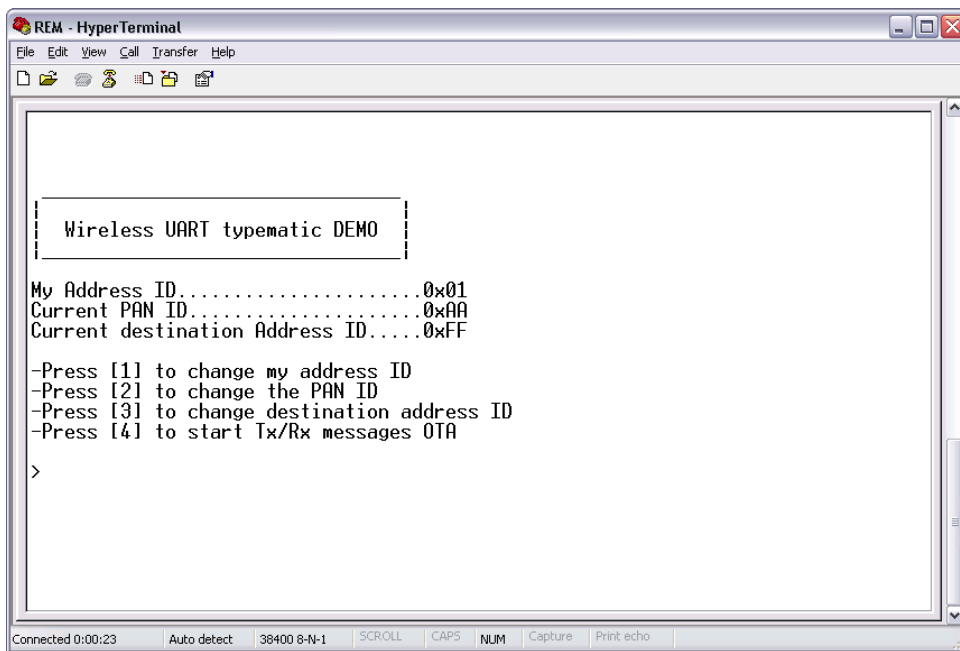 REM - HyperTerminal
File Edit View Call Transfer Help
Wireless UART typematic DEMO
My Address ID......................0x01
Current PAN ID.....................0xAA
Current destination Address ID.....0xFF
-Press [1] to change my address ID
-Press [2] to change the PAN ID
-Press [3] to change destination address ID
-Press [4] to start Tx/Rx messages OTA
>
Connected 0:00:23 Auto detect 38400 8-N-1 SCROLL CAPS NUM Capture Print echo